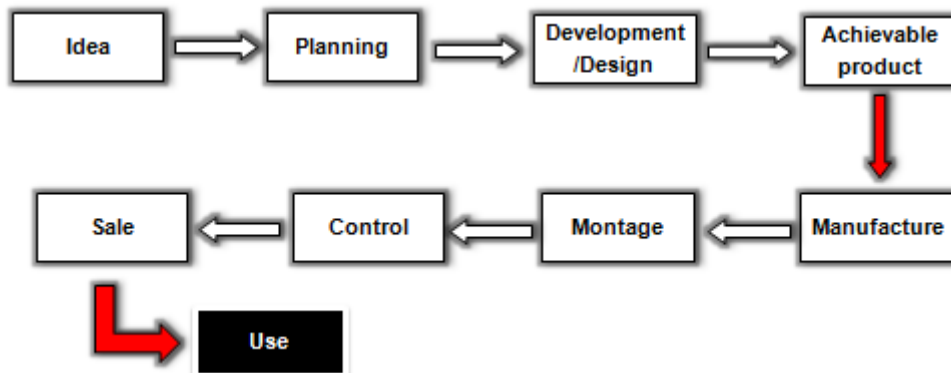 Idea
Planning
Development
/Design
Achievable
product
Manufacture
Montage
Control
Sale
Use